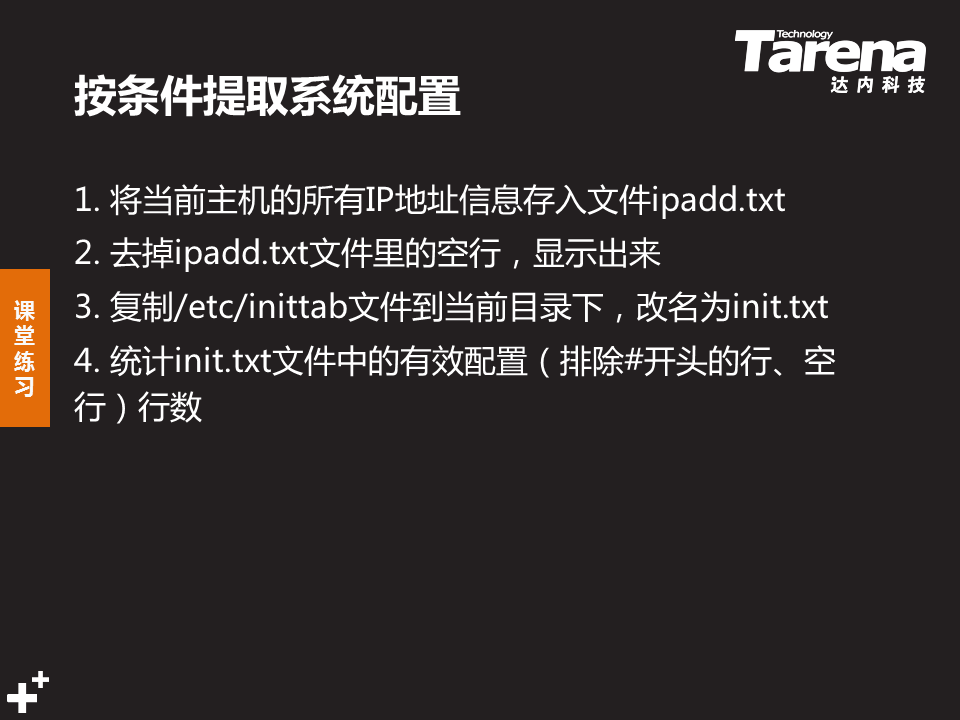 Technology
Tarena
达内科技
按条件提取系统配置
1. 将当前主机的所有IP地址信息存入文件ipadd.txt
2. 去掉ipadd.txt文件里的空行，显示出来
3. 复制/etc/inittab文件到当前目录下，改名为init.txt
4. 统计init.txt文件中的有效配置（排除#开头的行、空
行）行数
课
堂
练
习